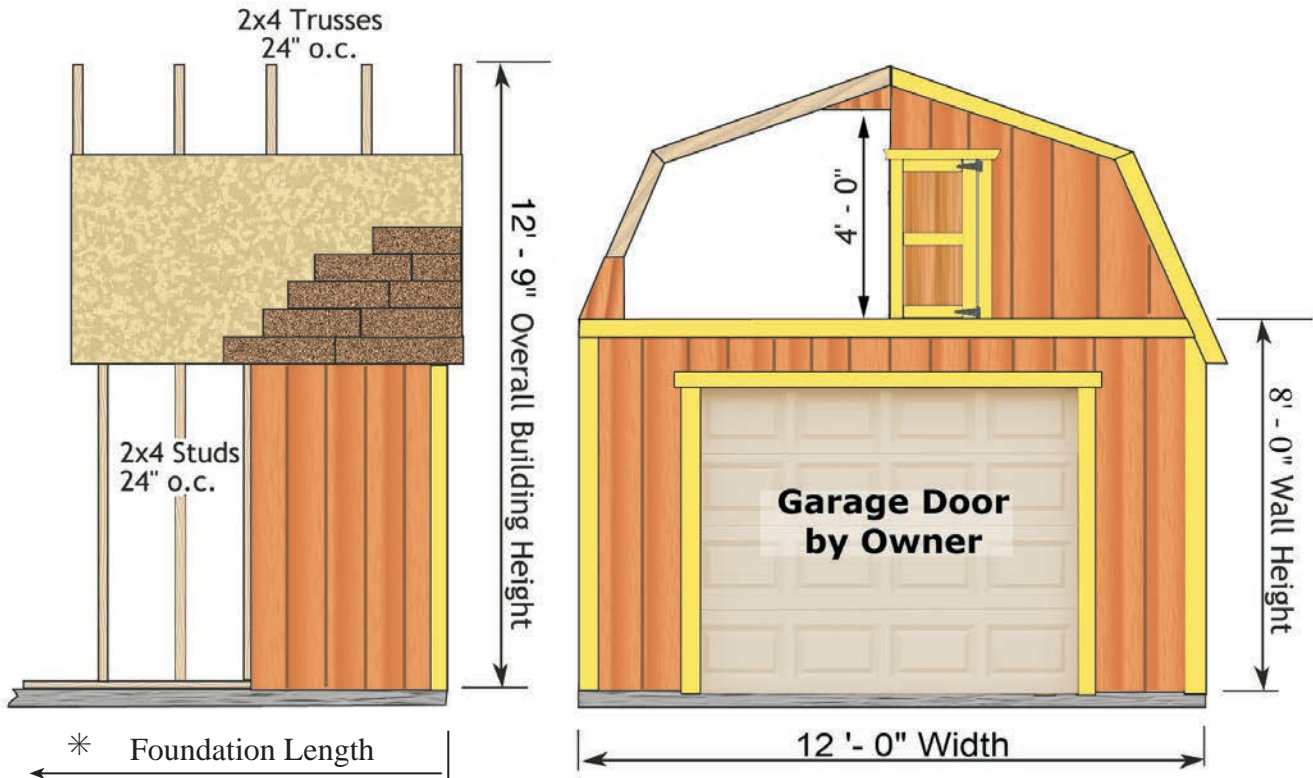 2x4 Trusses
24" o.c.
12' - 9" Overall Building Height
2x4 Studs
24" o.c.
✳ Foundation Length
4' - 0"
8' - 0" Wall Height
Garage Door
by Owner
12 '- 0" Width